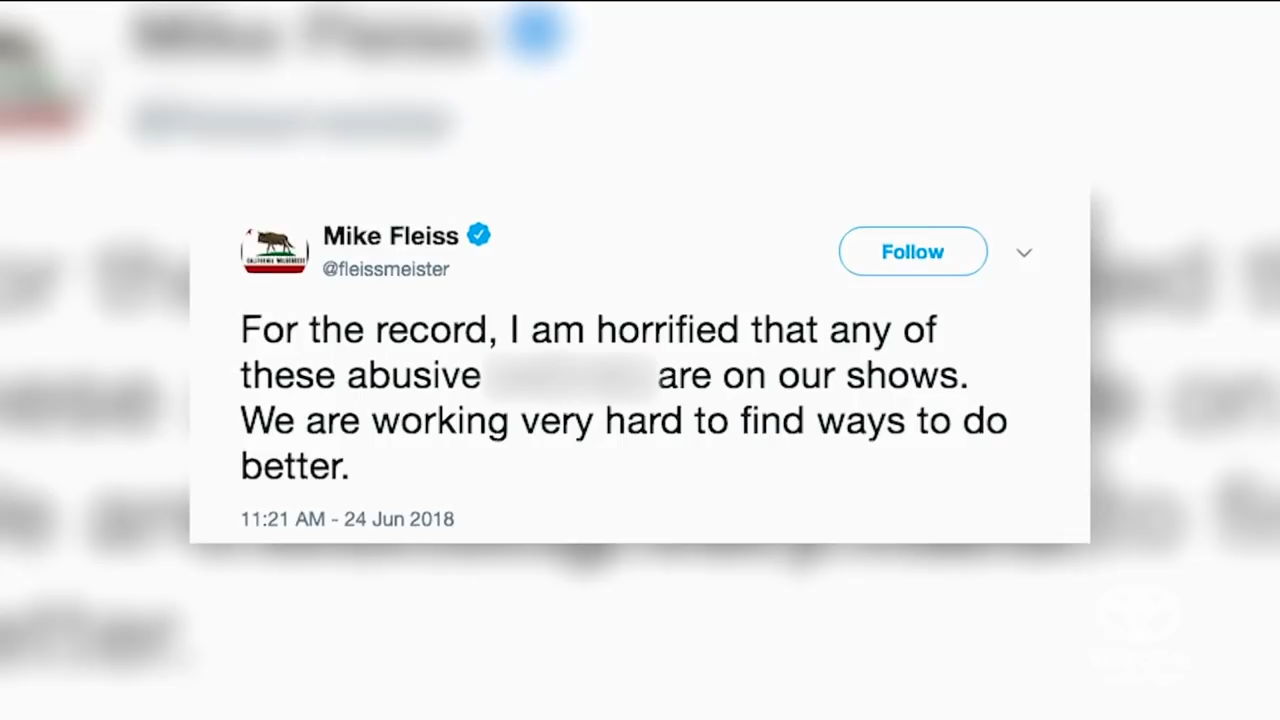 Mike Fleiss
@fleissmeister
Follow
For the record, I am horrified that any of
these abusive are on our shows.
We are working very hard to find ways to do
better.
11:21 AM - 24 Jun 2018